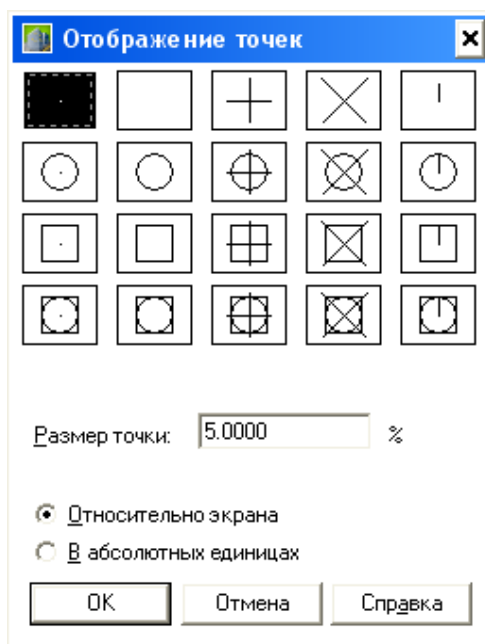 Отображение точек
Размер точки: 5.0000 %
Относительно экрана
В абсолютных единицах
OK Отмена Справка